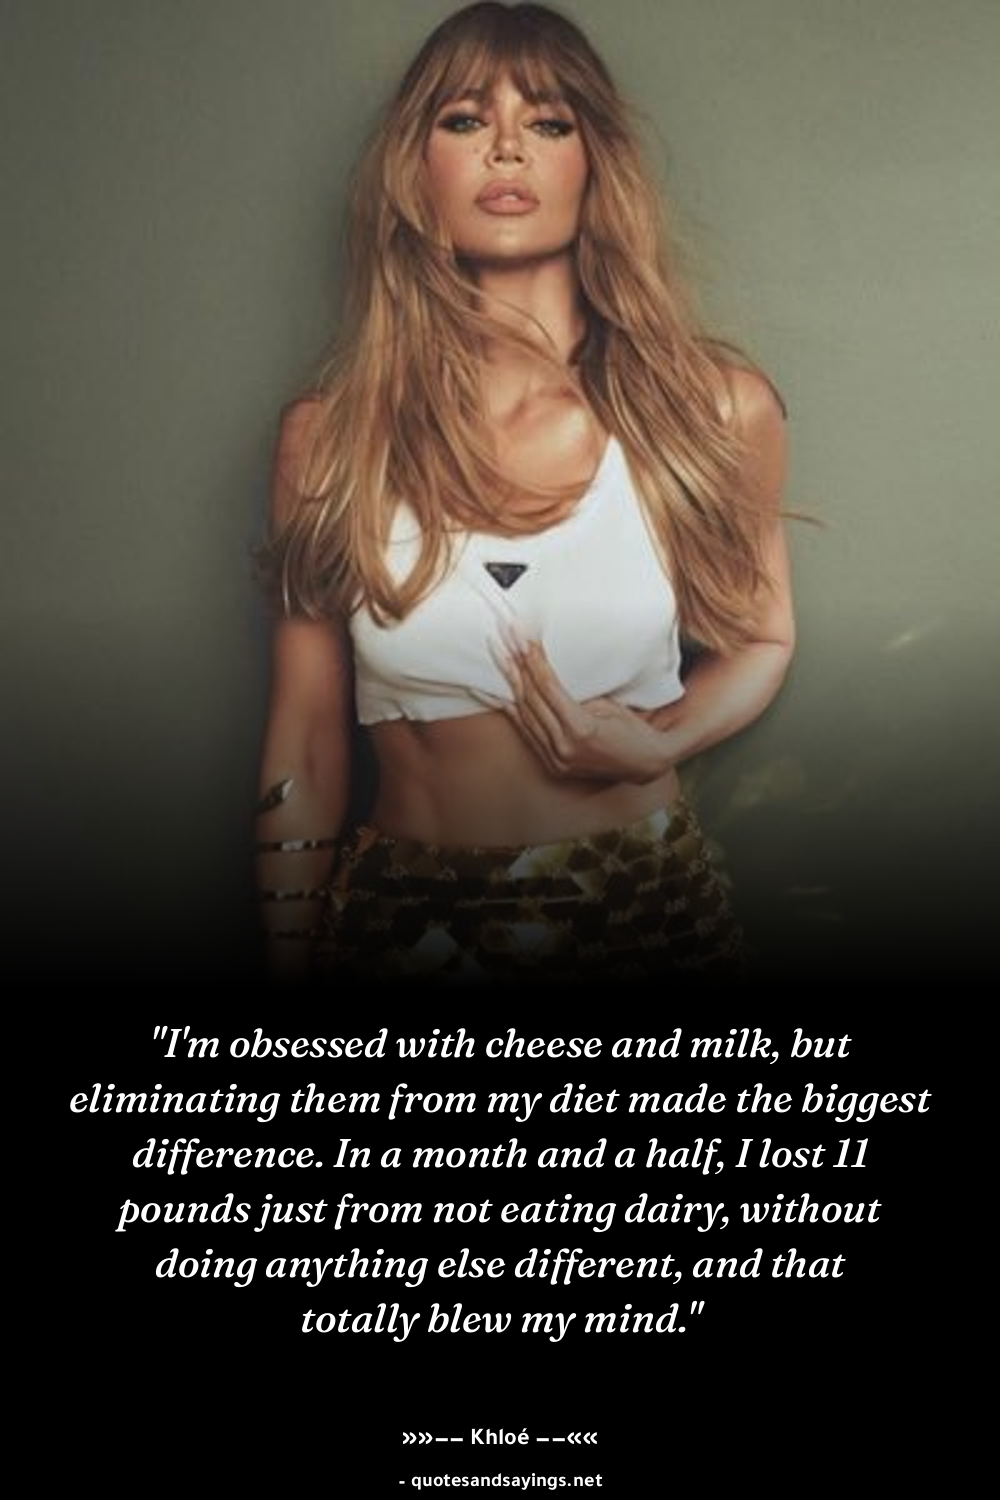 "I'm obsessed with cheese and milk, but
eliminating them from my diet made the biggest
difference. In a month and a half, I lost 11
pounds just from not eating dairy, without
doing anything else different, and that
totally blew my mind."
»»−− Khloé −−««
- quotesandsayings.net